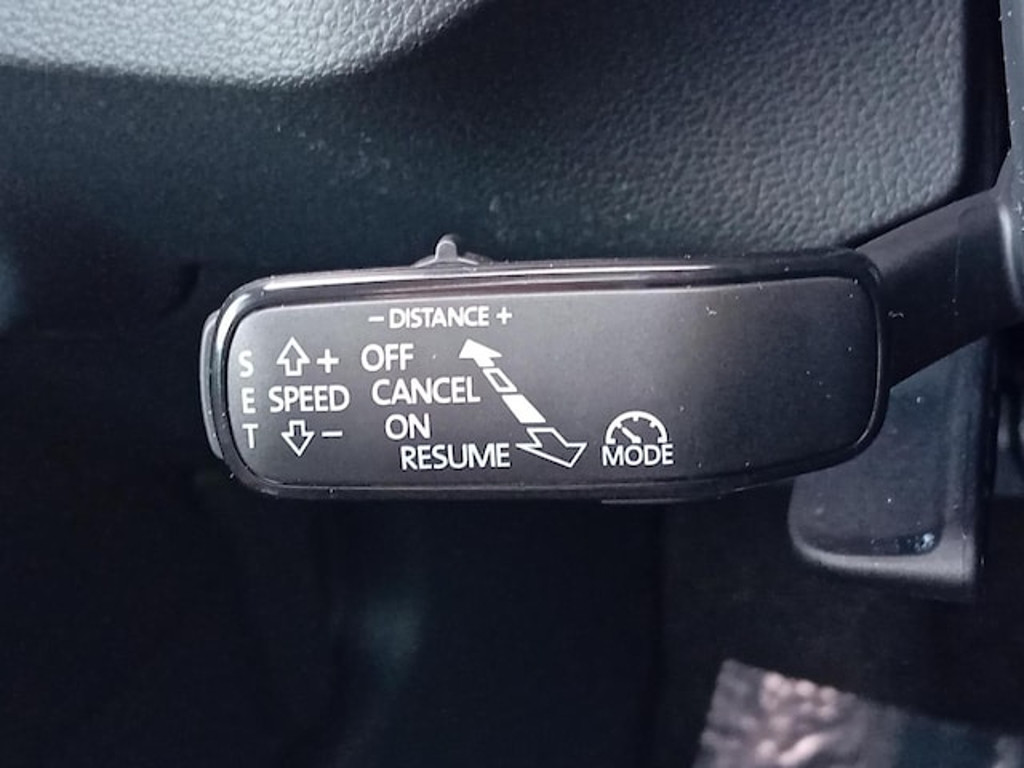 - DISTANCE +
S + OFF
E SPEED CANCEL
T - ON
RESUME MODE